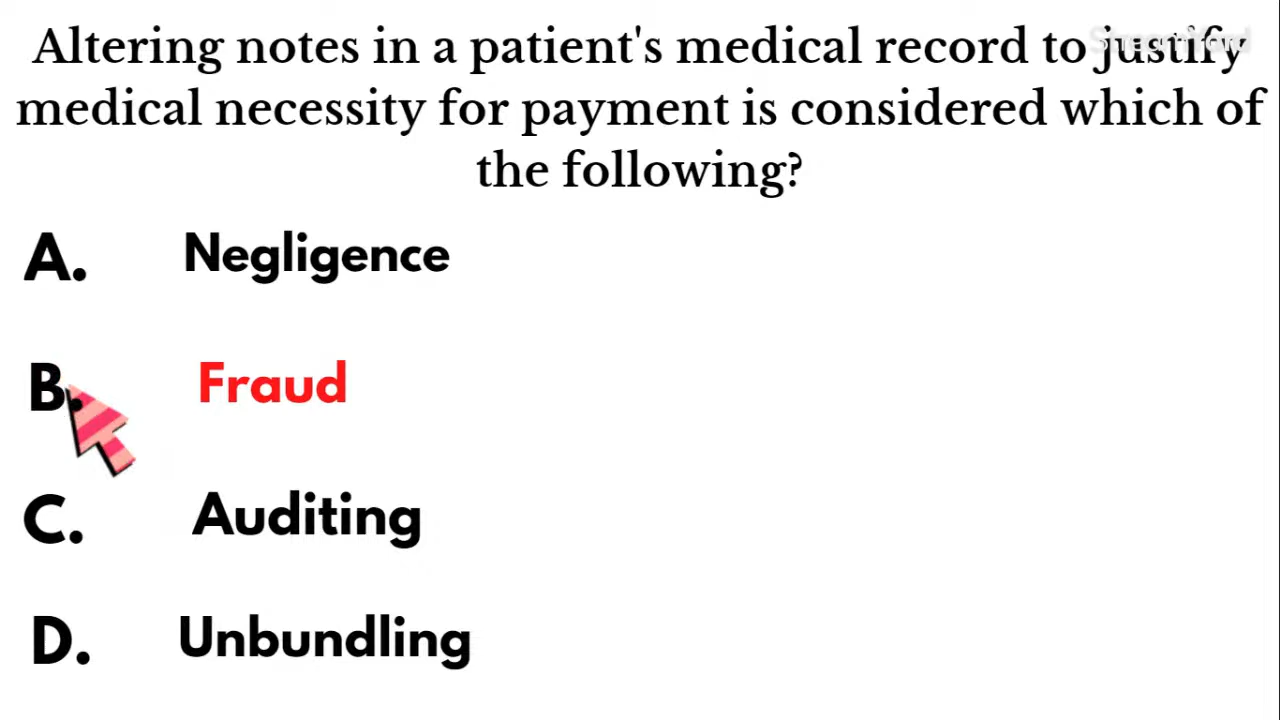 Altering notes in a patient's medical record to justify
medical necessity for payment is considered which of
the following?
A. Negligence
B. Fraud
C. Auditing
D. Unbundling